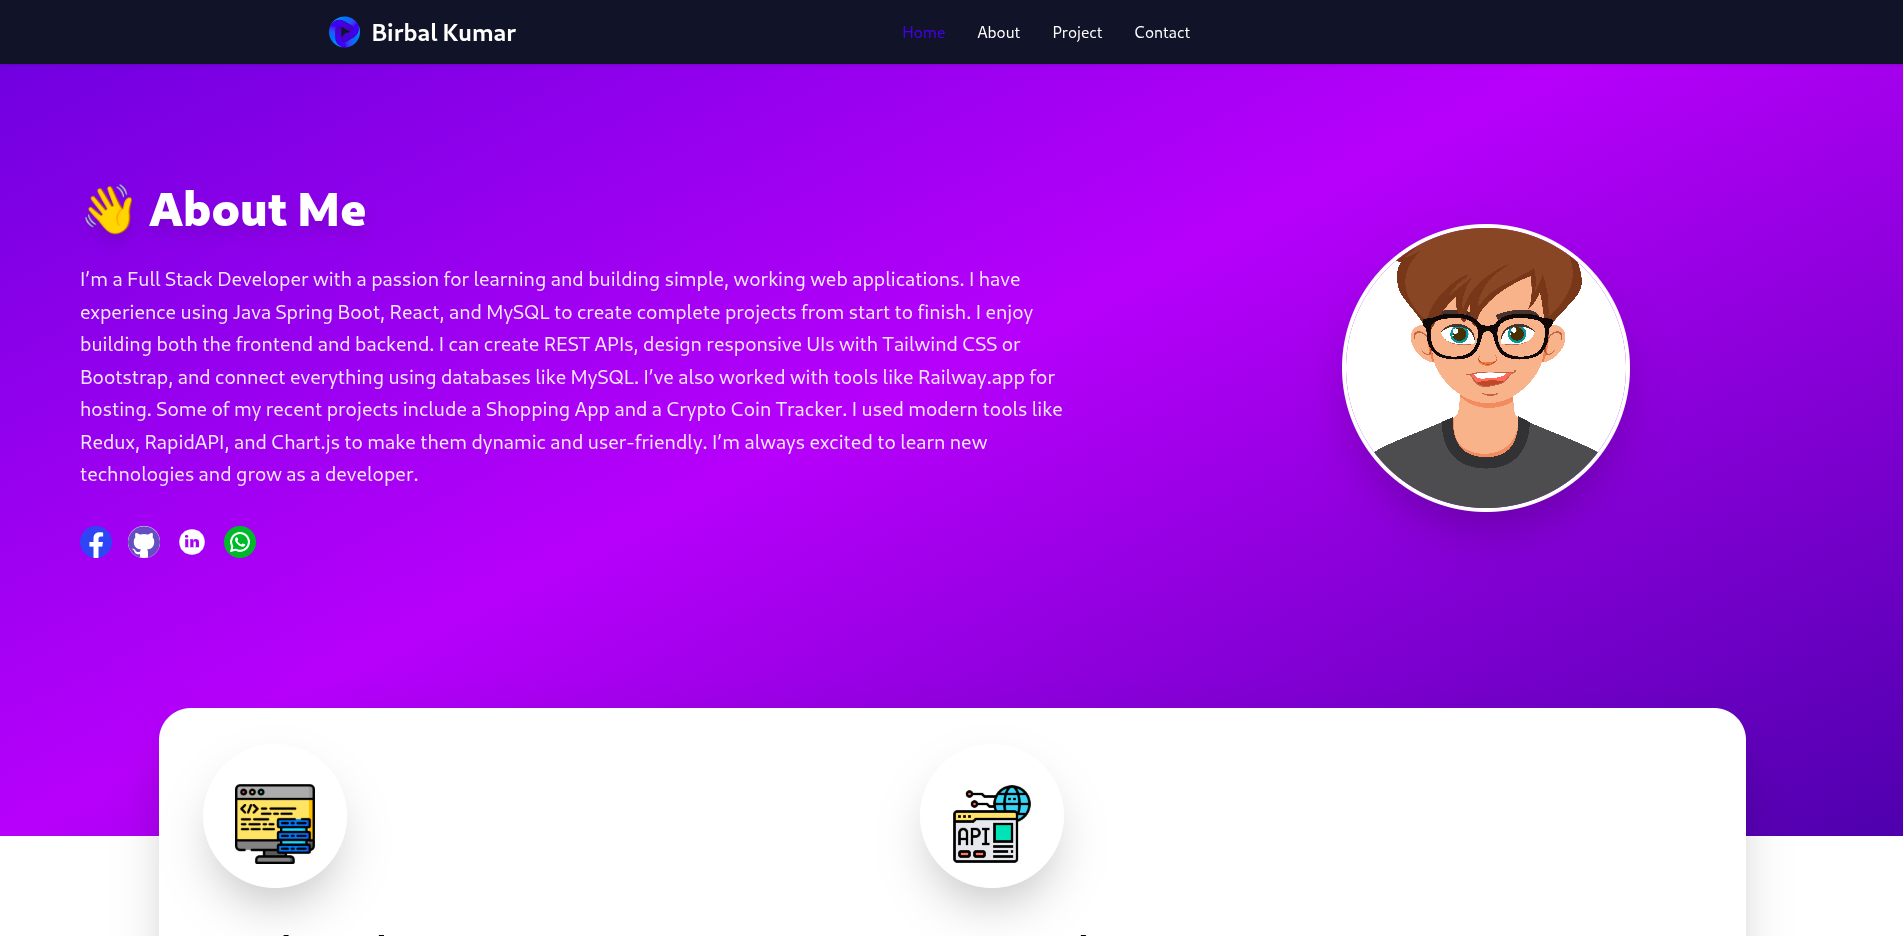 Birbal Kumar
Home
About
Project
Contact
👋 About Me
I'm a Full Stack Developer with a passion for learning and building simple, working web applications. I have
experience using Java Spring Boot, React, and MySQL to create complete projects from start to finish. I enjoy
building both the frontend and backend. I can create REST APIs, design responsive UIs with Tailwind CSS or
Bootstrap, and connect everything using databases like MySQL. I've also worked with tools like Railway.app for
hosting. Some of my recent projects include a Shopping App and a Crypto Coin Tracker. I used modern tools like
Redux, RapidAPI, and Chart.js to make them dynamic and user-friendly. I'm always excited to learn new
technologies and grow as a developer.
in
API